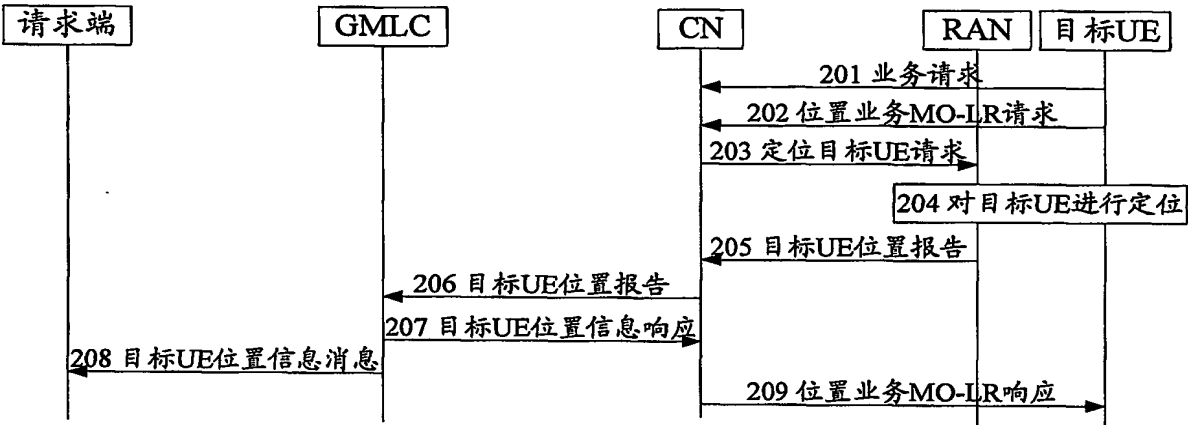 请求端
GMLC
CN
RAN
目标UE
201 业务请求
202 位置业务MO-LR请求
203 定位目标UE请求
204 对目标UE进行定位
205 目标UE位置报告
206 目标UE位置报告
207 目标UE位置信息响应
208 目标UE位置信息消息
209 位置业务MO-LR响应